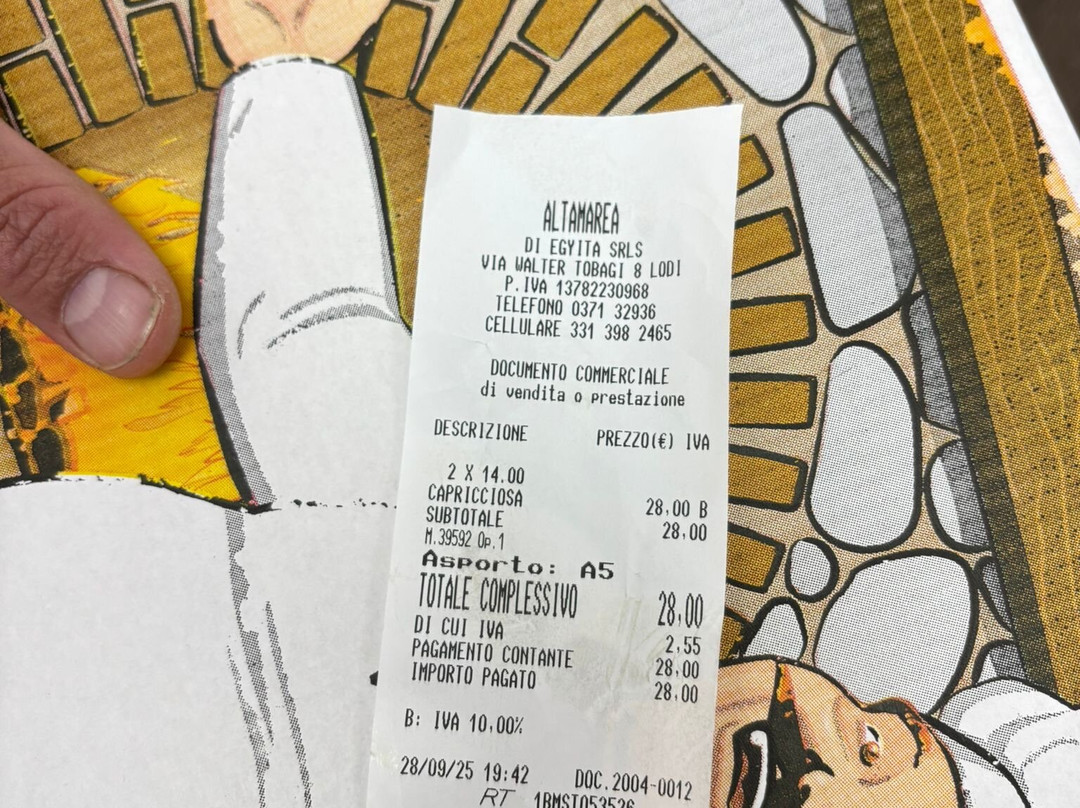 ALTAMAREA
DI EGYITA SRLS
VIA WALTER TOBAGI 8 LODI
P.IVA 13782230968
TELEFONO 0371 32936
CELLULARE 331 398 2465
DOCUMENTO COMMERCIALE
di vendita o prestazione
DESCRIZIONE PREZZO(€) IVA
2 X 14.00
CAPRICCIOSA 28,00 B
SUBTOTALE 28,00
M.39592 Op.1
Asporto: A5
TOTALE COMPLESSIVO 28,00
DI CUI IVA 2,55
PAGAMENTO CONTANTE 28,00
IMPORTO PAGATO 28,00
B: IVA 10,00%
28/09/25 19:42 DOC.2004-0012
RT